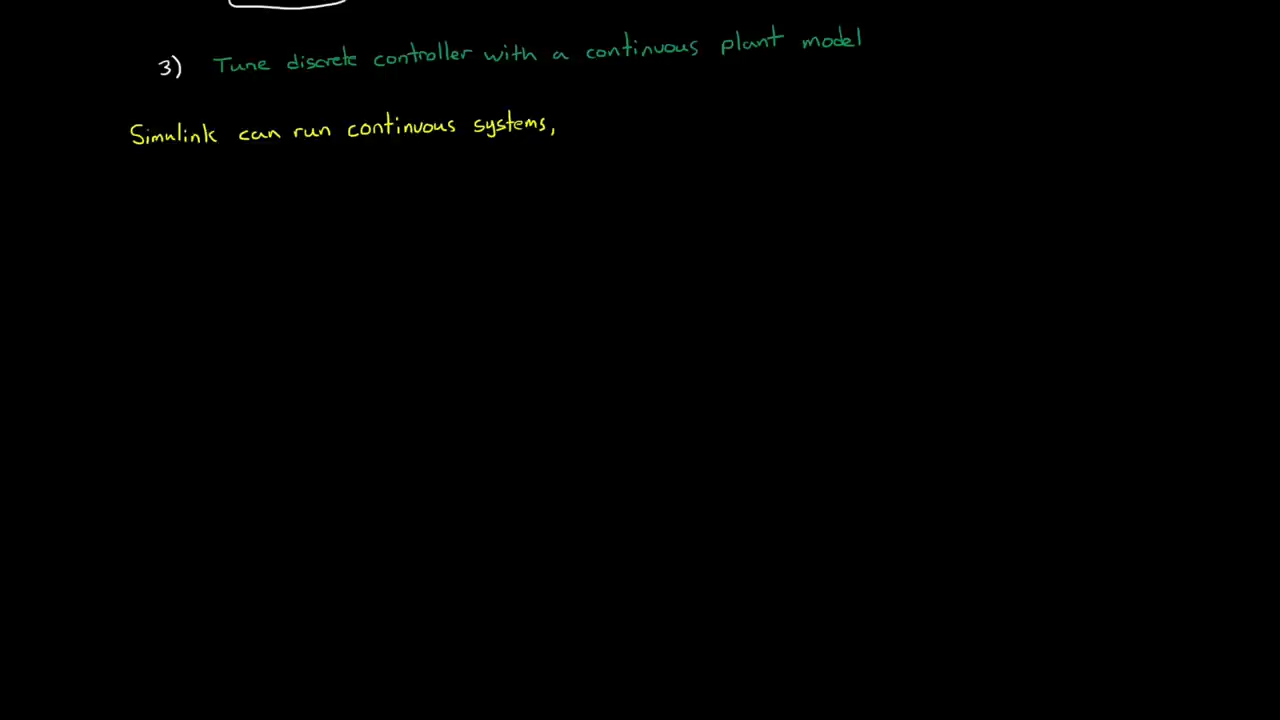 3) Tune discrete controller with a continuous plant model
Simulink can run continuous systems,